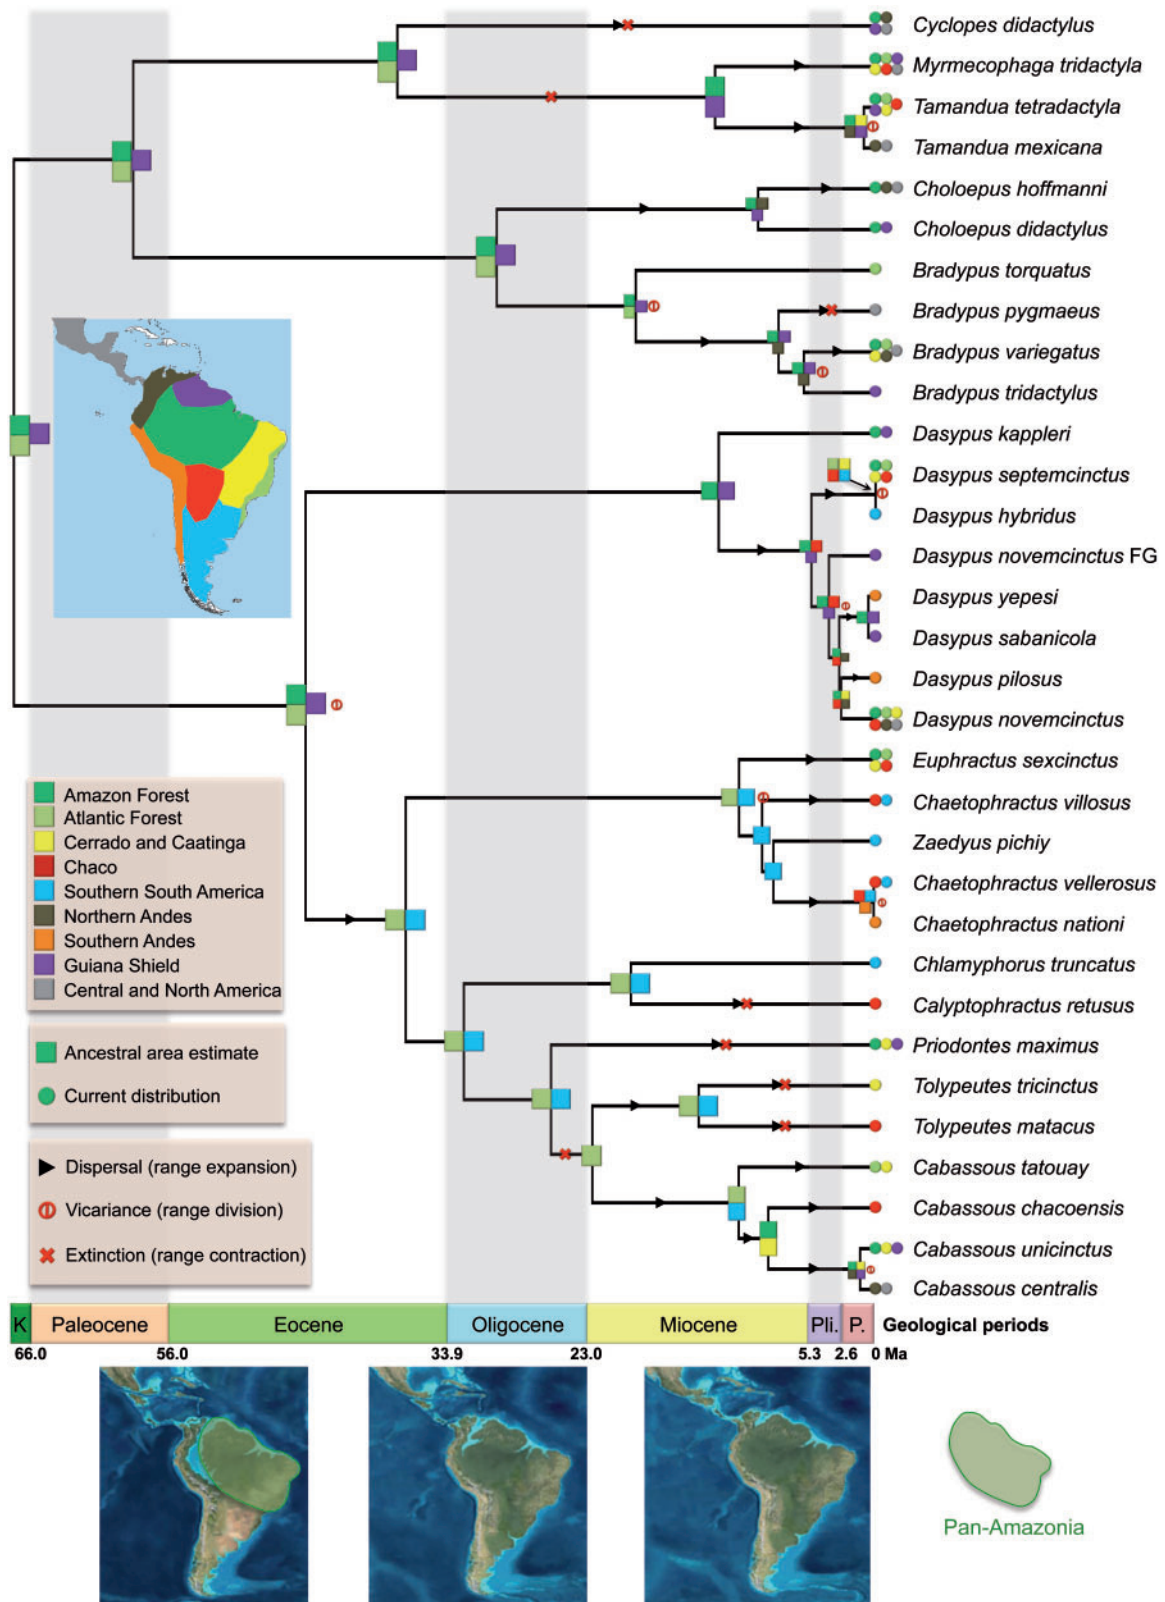 Cyclopes didactylus
Myrmecophaga tridactyla
Tamandua tetradactyla
Tamandua mexicana
Choloepus hoffmanni
Choloepus didactylus
Bradypus torquatus
Bradypus pygmaeus
Bradypus variegatus
Bradypus tridactylus
Dasypus kappleri
Dasypus septemcinctus
Dasypus hybridus
Dasypus novemcinctus FG
Dasypus yepesi
Dasypus sabanicola
Dasypus pilosus
Dasypus novemcinctus
Euphractus sexcinctus
Chaetophractus villosus
Zaedyus pichiy
Chaetophractus vellerosus
Chaetophractus nationi
Chlamyphorus truncatus
Calyptophractus retusus
Priodontes maximus
Tolypeutes tricinctus
Tolypeutes matacus
Cabassous tatouay
Cabassous chacoensis
Cabassous unicinctus
Cabassous centralis
Amazon Forest
Atlantic Forest
Cerrado and Caatinga
Chaco
Southern South America
Northern Andes
Southern Andes
Guiana Shield
Central and North America
Ancestral area estimate
Current distribution
Dispersal (range expansion)
Vicariance (range division)
Extinction (range contraction)
K Paleocene Eocene Oligocene Miocene Pli. P. Geological periods
66.0 56.0 33.9 23.0 5.3 2.6 0 Ma
Pan-Amazonia